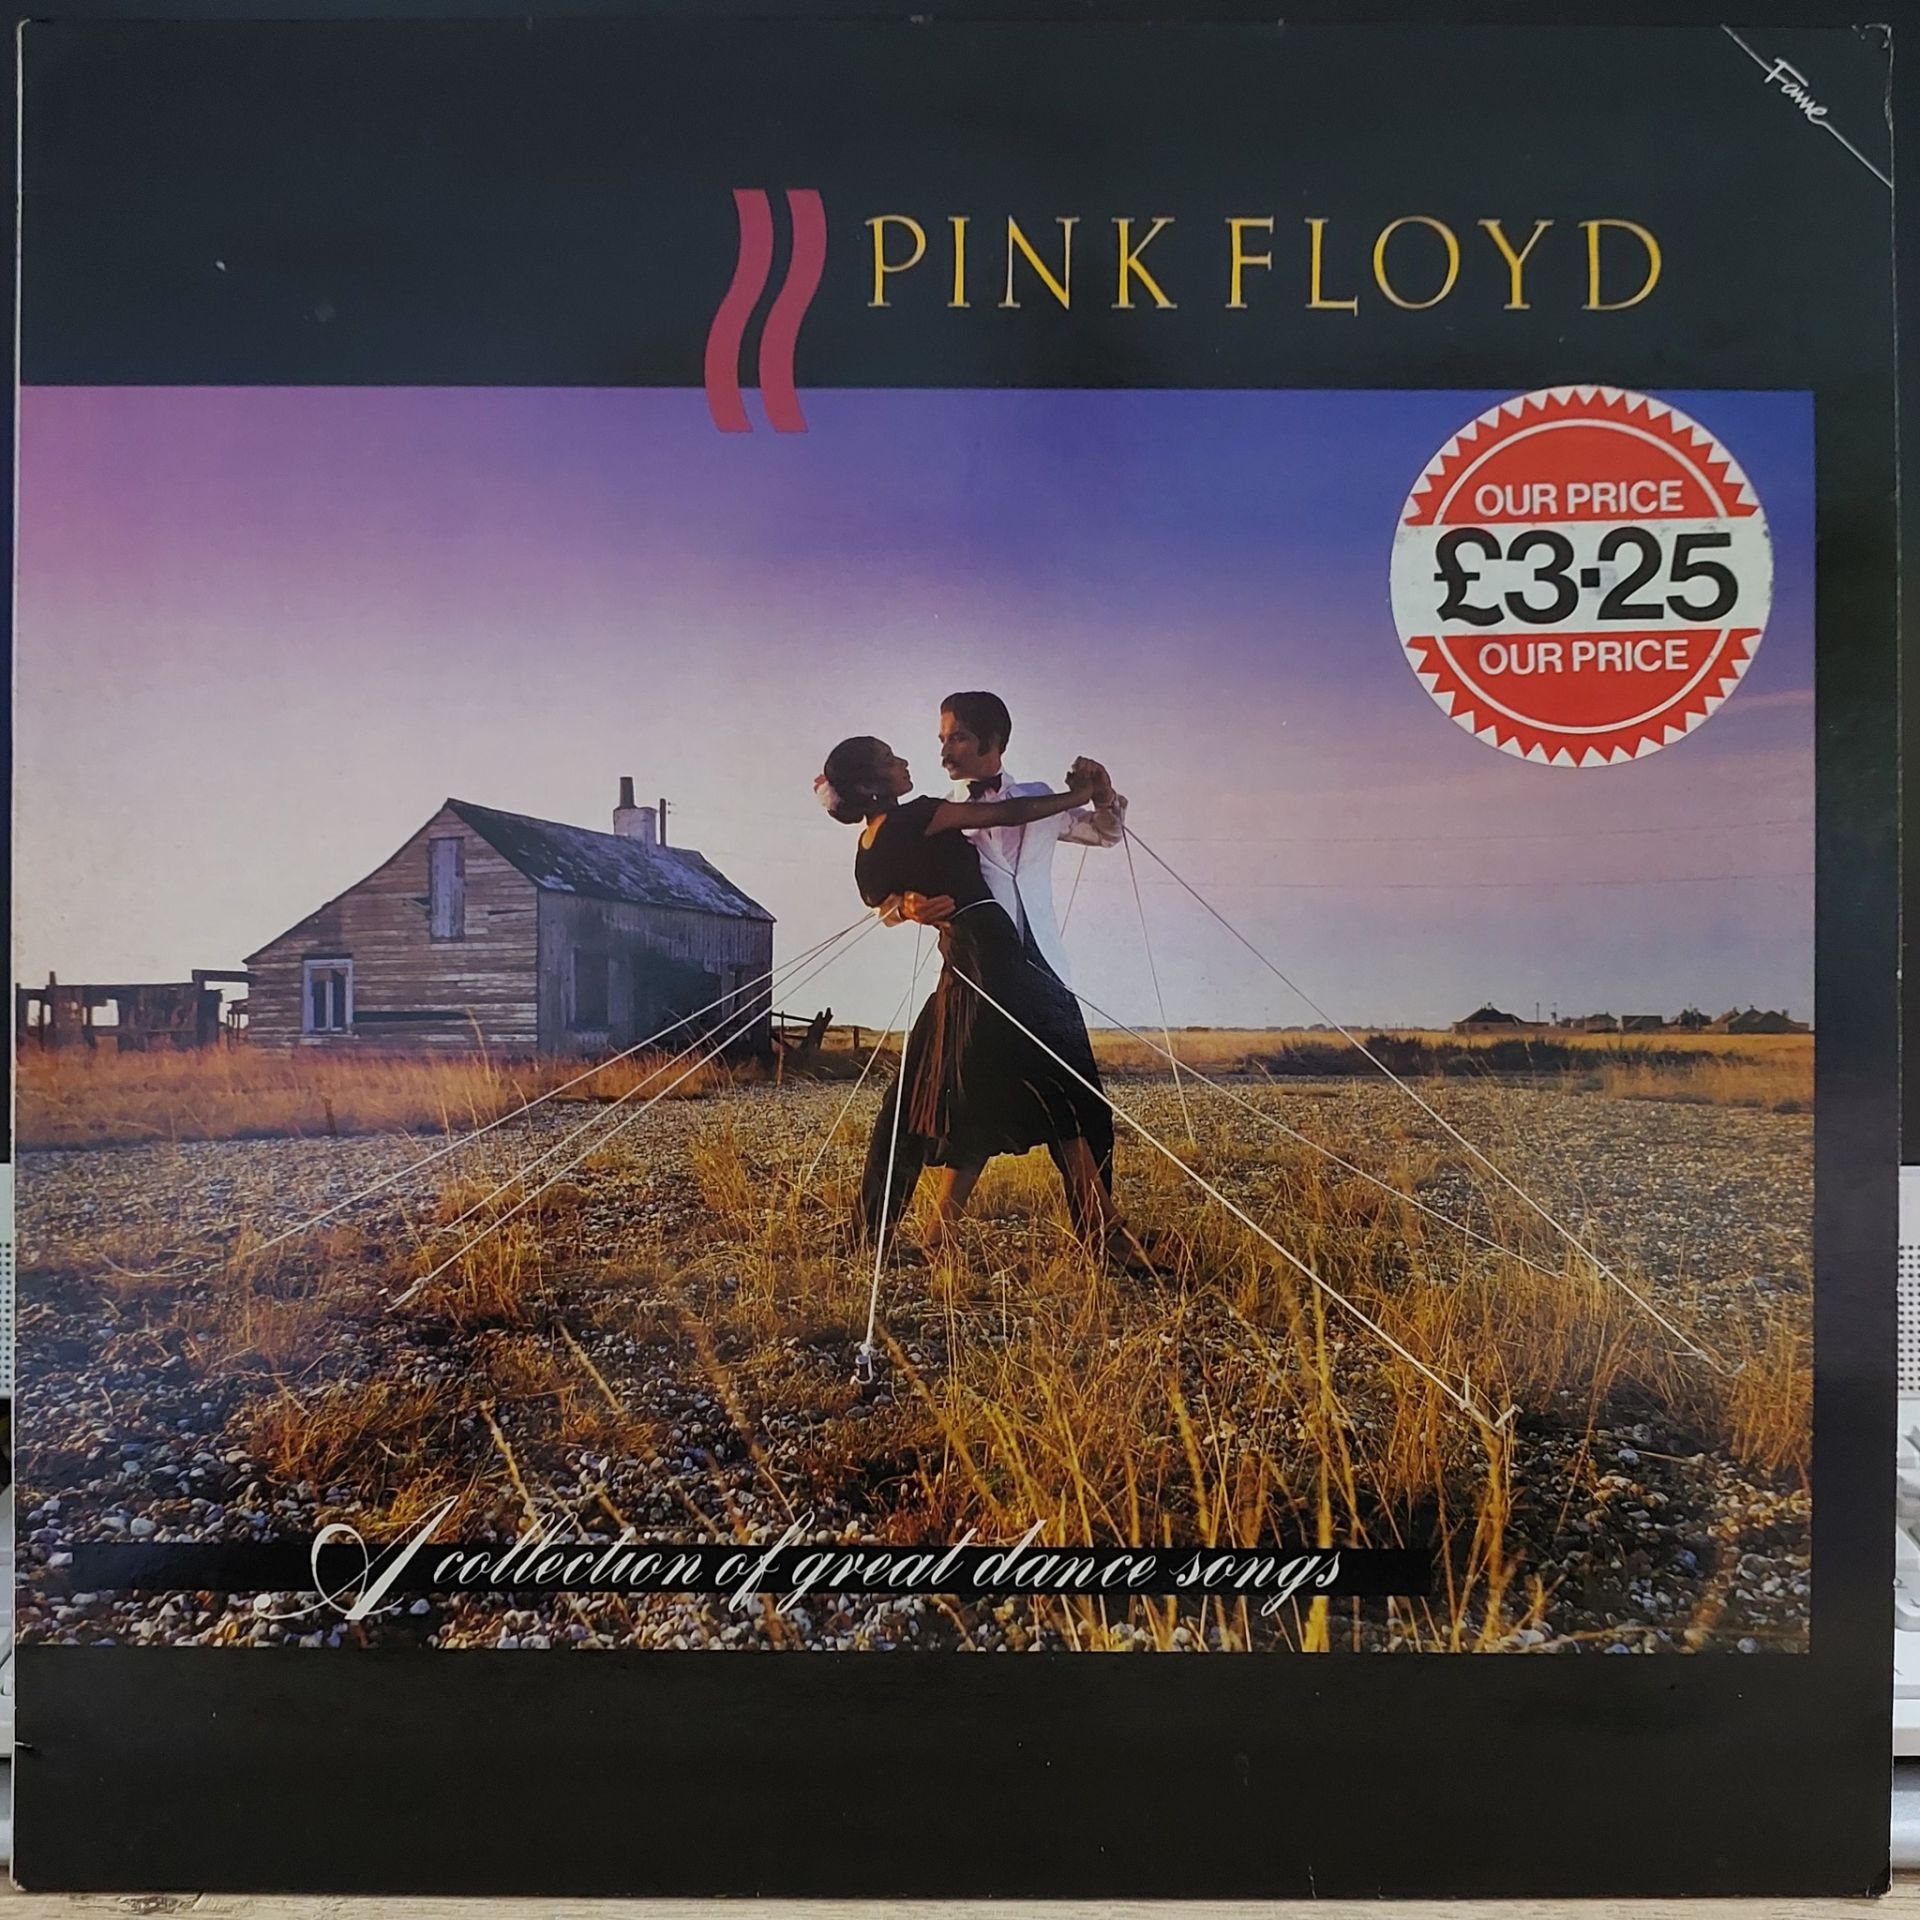 Fame
PINK FLOYD
OUR PRICE
£3·25
OUR PRICE
A collection of great dance songs